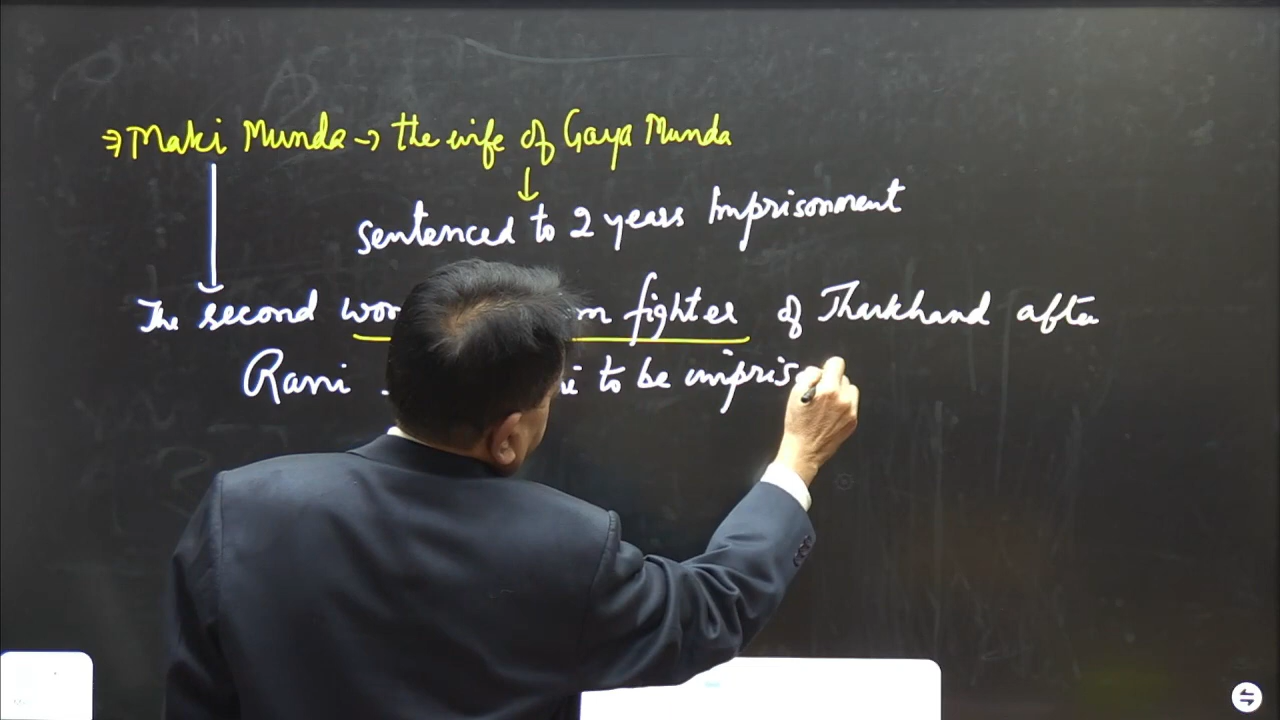 ⇒ Maki Munda → the wife of Gaya Munda
sentenced to 2 years Imprisonment
The second wo fighter of Jharkhand after
Rani to be impris